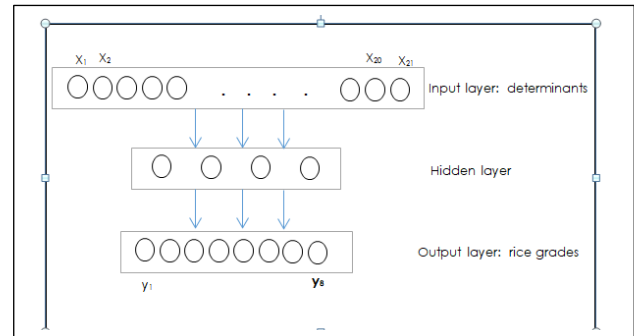 X₁ X₂ X₂₀ X₂₁
. . . .
Input layer: determinants
Hidden layer
Output layer: rice grades
y₁ y₈